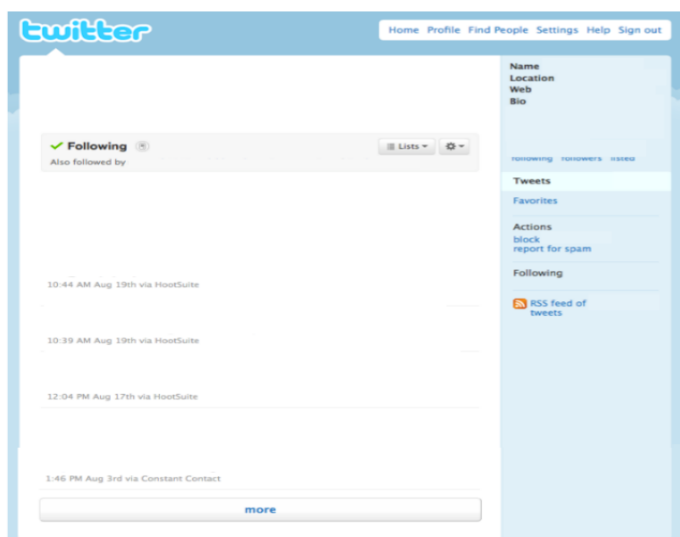 twitter
Home Profile Find People Settings Help Sign out
Name
Location
Web
Bio
Following
Lists
Also followed by
following followers listed
Tweets
Favorites
Actions
block
report for spam
Following
RSS feed of
tweets
10:44 AM Aug 19th via HootSuite
10:39 AM Aug 19th via HootSuite
12:04 PM Aug 17th via HootSuite
1:46 PM Aug 3rd via Constant Contact
more